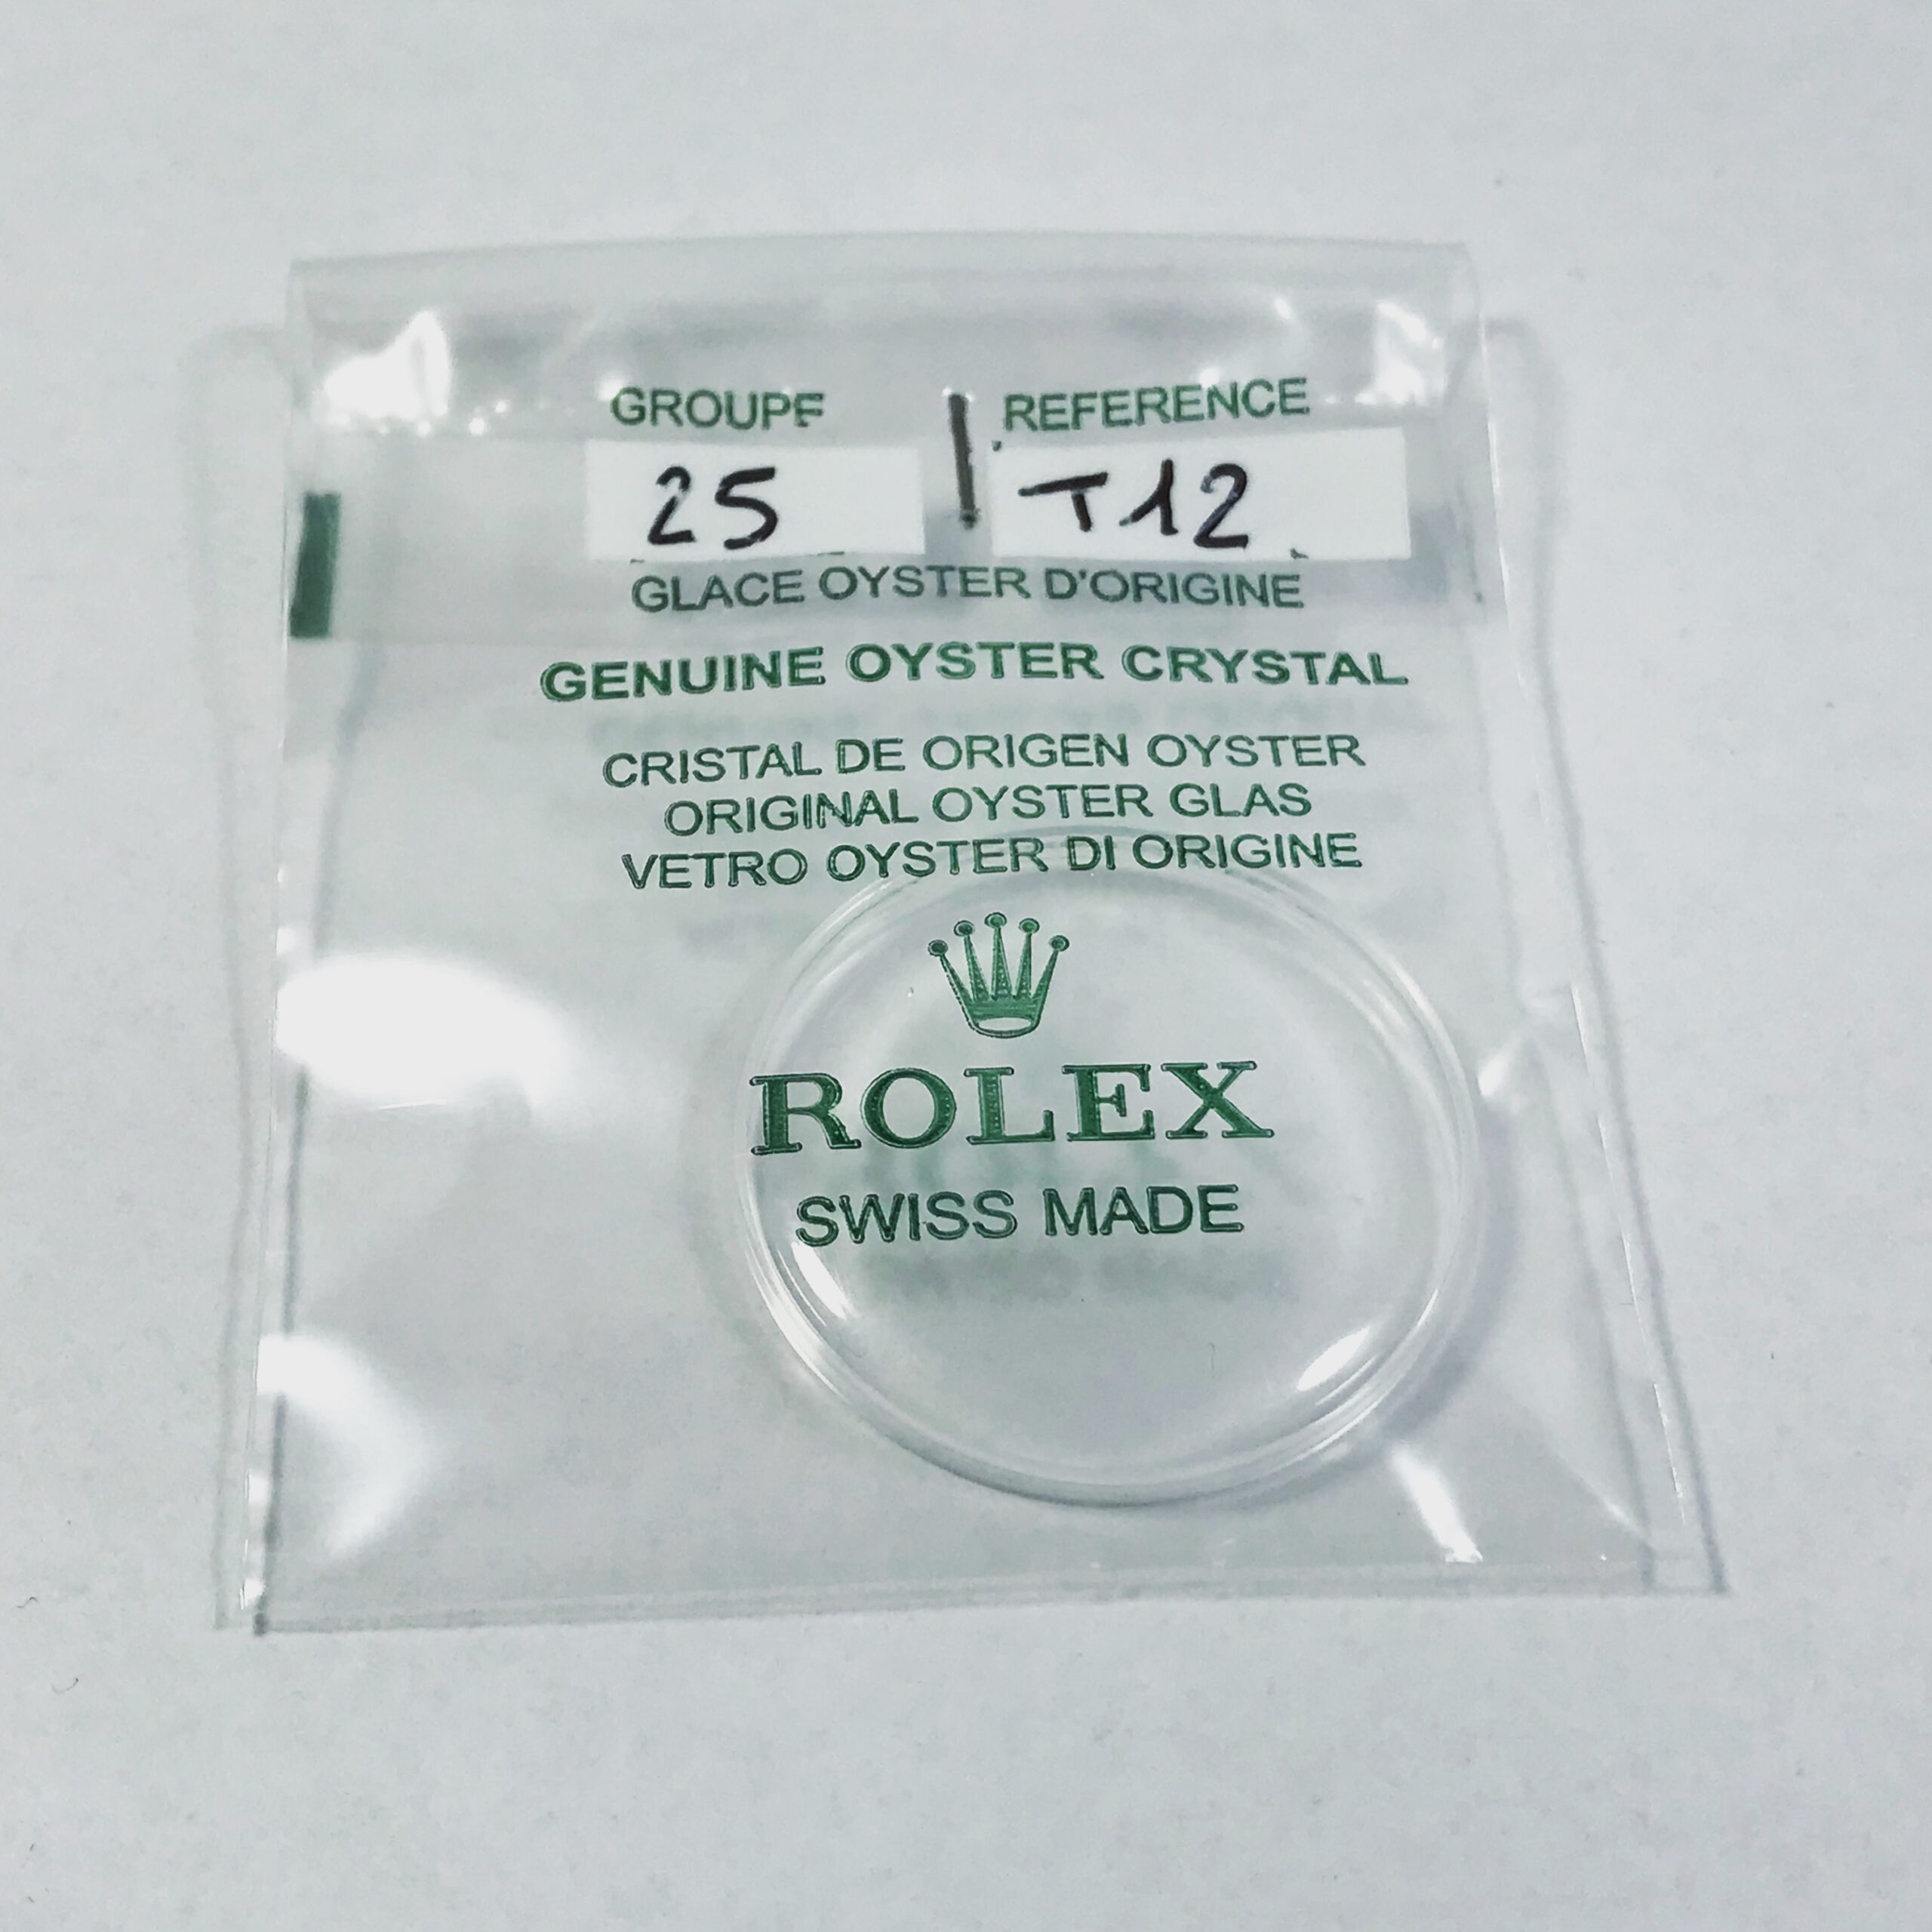 GROUPE REFERENCE
25 T12
GLACE OYSTER D'ORIGINE
GENUINE OYSTER CRYSTAL
CRISTAL DE ORIGEN OYSTER
ORIGINAL OYSTER GLAS
VETRO OYSTER DI ORIGINE
ROLEX
SWISS MADE